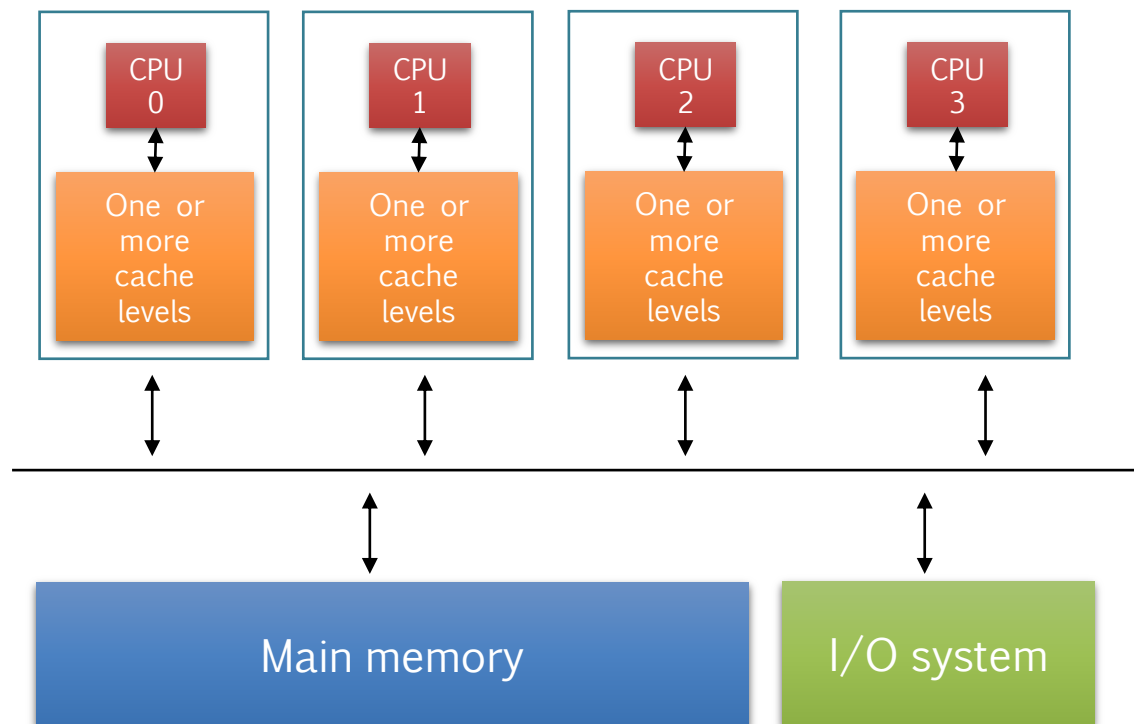 CPU
0
CPU
1
CPU
2
CPU
3
One or
more
cache
levels
One or
more
cache
levels
One or
more
cache
levels
One or
more
cache
levels
Main memory
I/O system